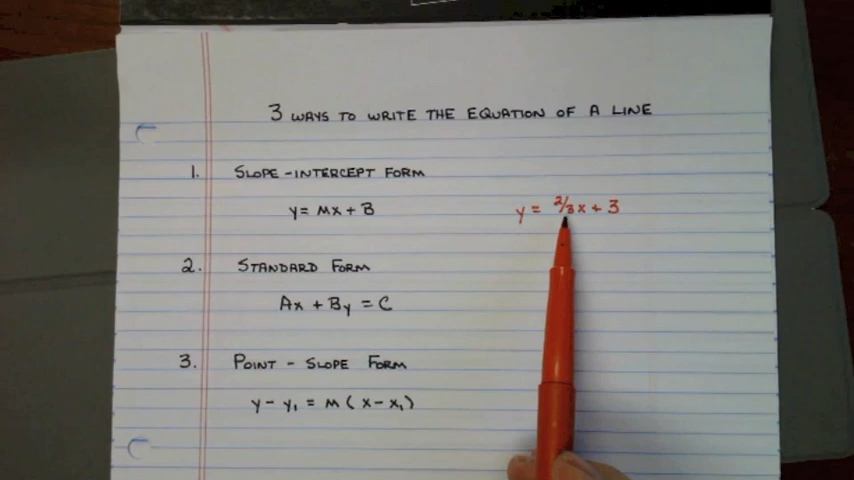 3 WAYS TO WRITE THE EQUATION OF A LINE
1. SLOPE-INTERCEPT FORM
y = mx + B
y = 2/3x + 3
2. STANDARD FORM
Ax + By = C
3. POINT - SLOPE FORM
y - y₁ = m(x - x₁)